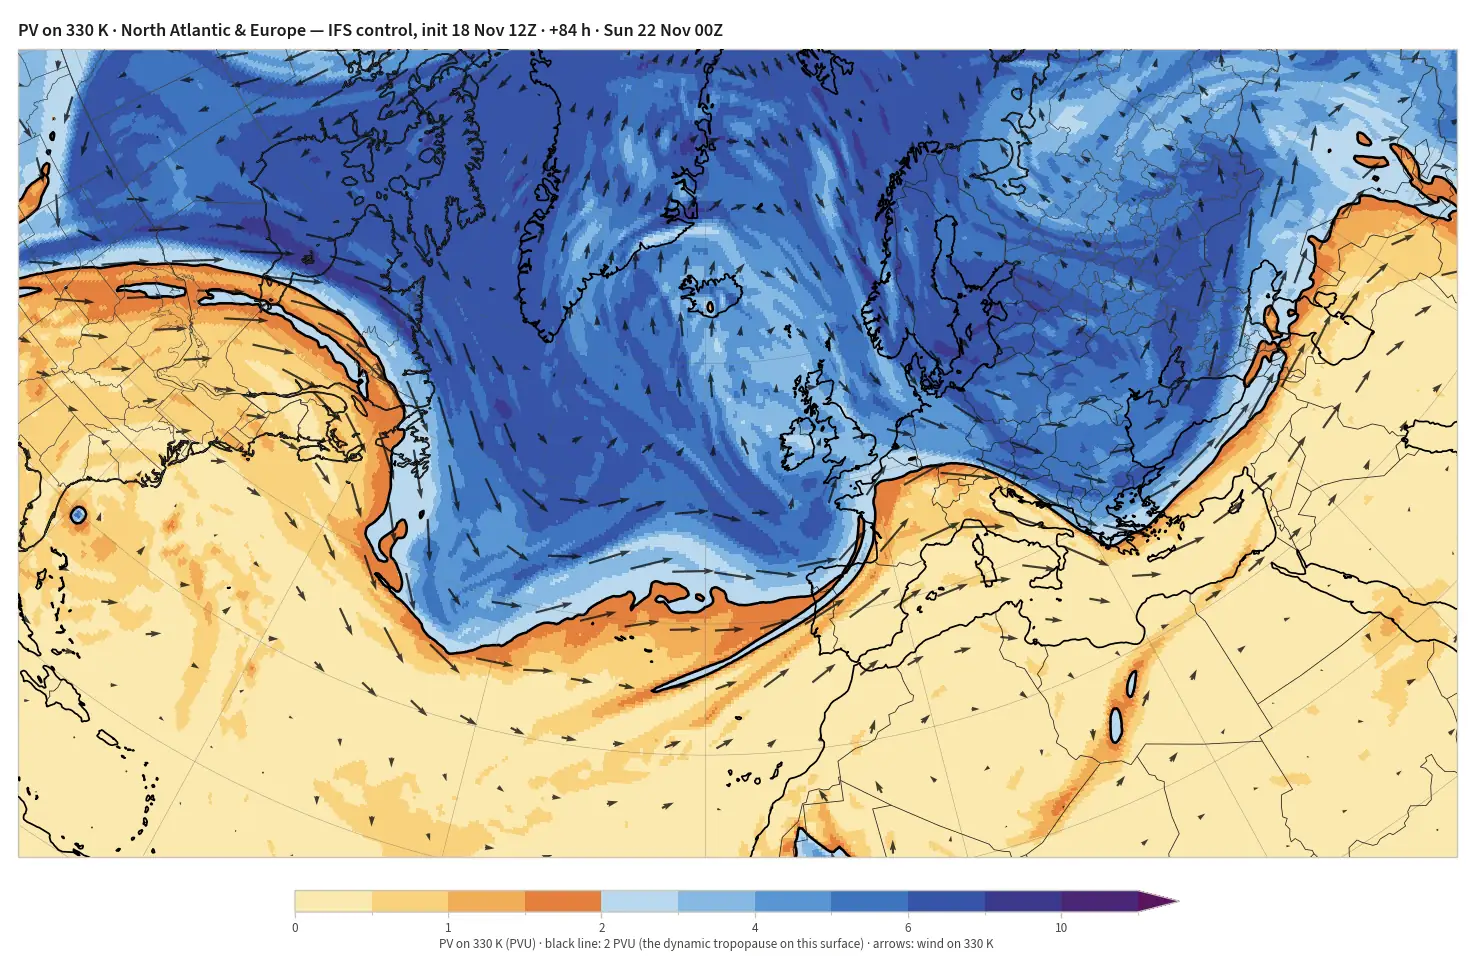 PV on 330 K · North Atlantic & Europe — IFS control, init 18 Nov 12Z · +84 h · Sun 22 Nov 00Z
0 1 2 4 6 10
PV on 330 K (PVU) · black line: 2 PVU (the dynamic tropopause on this surface) · arrows: wind on 330 K